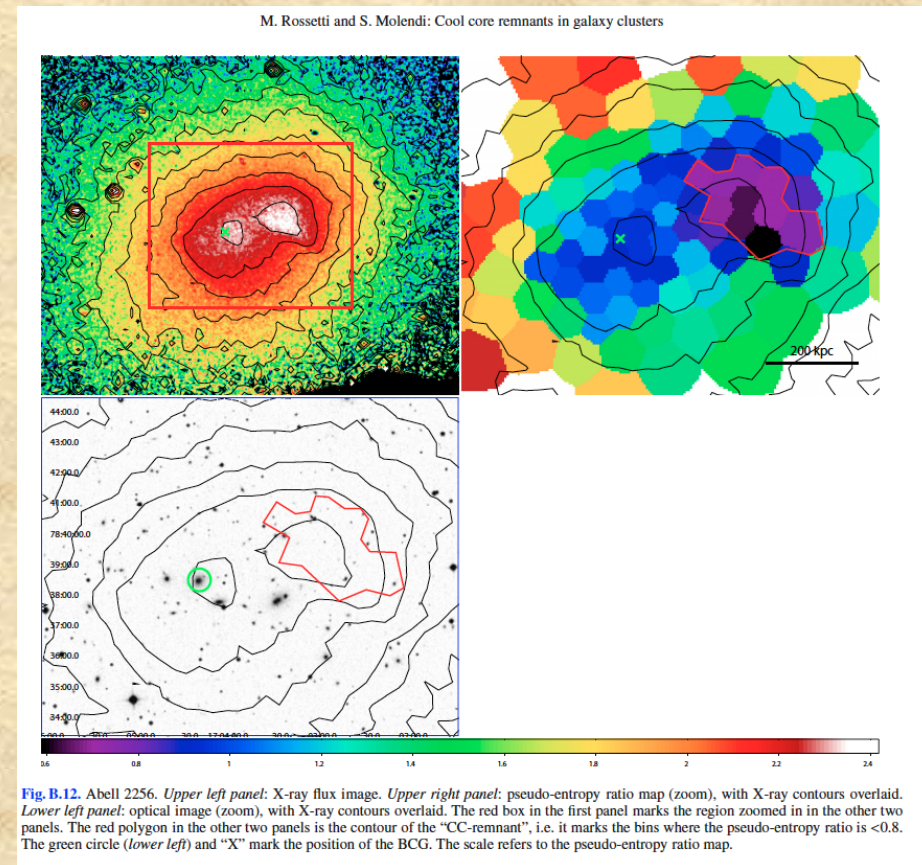 M. Rossetti and S. Molendi: Cool core remnants in galaxy clusters
200 kpc
44:00.0
43:00.0
42:00.0
41:00.0
78:40:00.0
39:00.0
38:00.0
37:00.0
36:00.0
35:00.0
34:00.0
0.6 0.8 1 1.2 1.4 1.6 1.8 2 2.2 2.4
Fig. B.12. Abell 2256. Upper left panel: X-ray flux image. Upper right panel: pseudo-entropy ratio map (zoom), with X-ray contours overlaid.
Lower left panel: optical image (zoom), with X-ray contours overlaid. The red box in the first panel marks the region zoomed in in the other two
panels. The red polygon in the other two panels is the contour of the “CC-remnant”, i.e. it marks the bins where the pseudo-entropy ratio is <0.8.
The green circle (lower left) and “X” mark the position of the BCG. The scale refers to the pseudo-entropy ratio map.